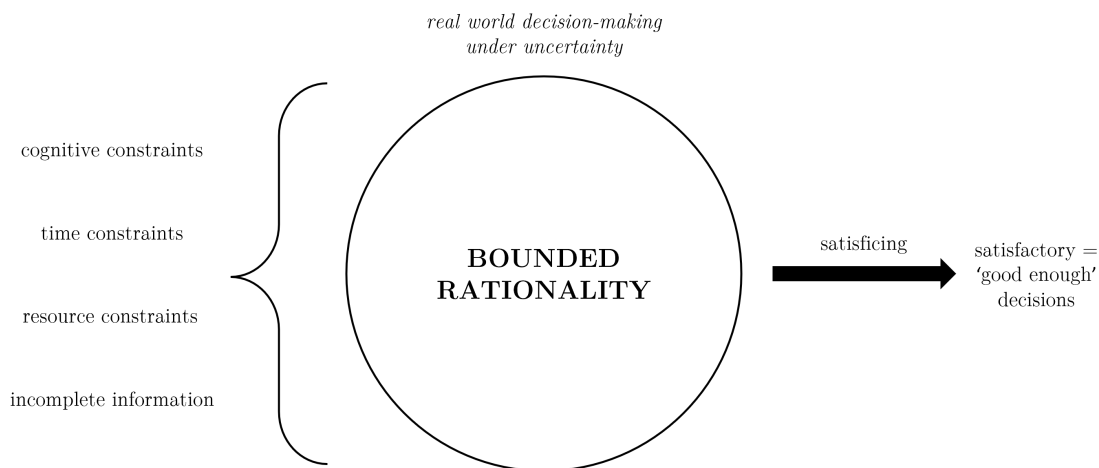 real world decision-making
under uncertainty
cognitive constraints
time constraints
resource constraints
incomplete information
BOUNDED
RATIONALITY
satisficing
satisfactory =
'good enough'
decisions